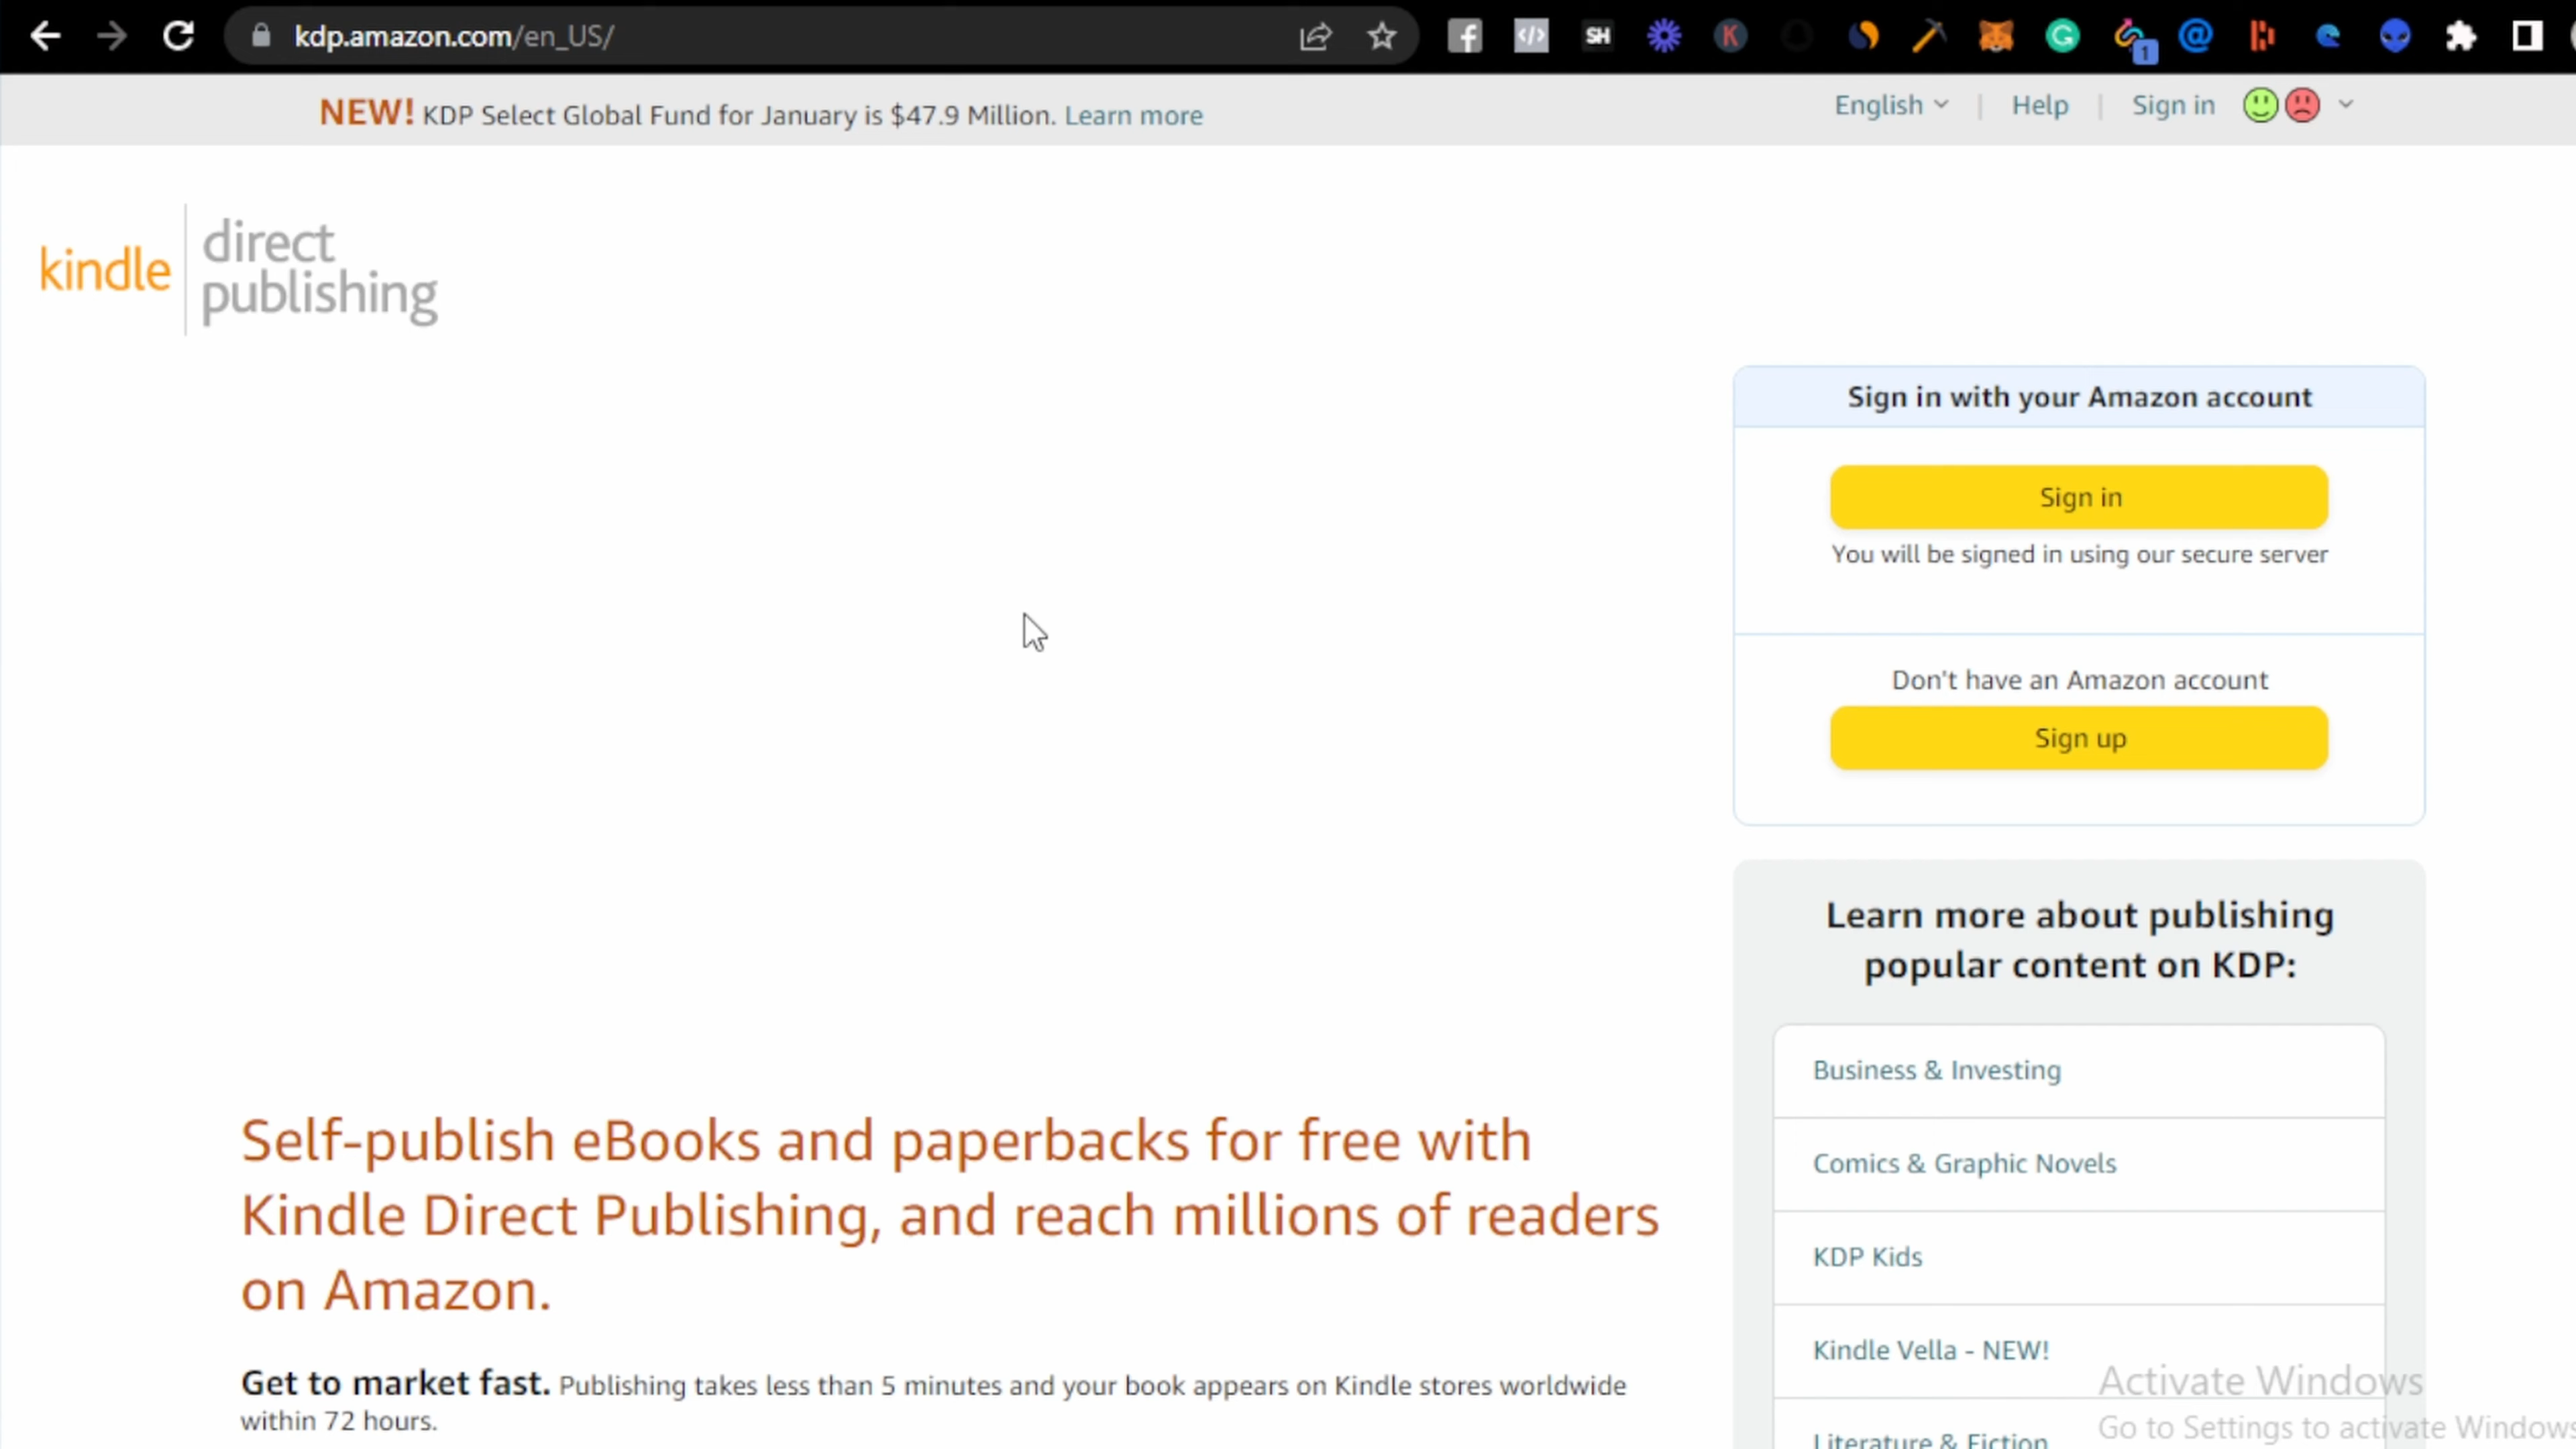 kdp.amazon.com/en_US/
SH
K
G
1
NEW! KDP Select Global Fund for January is $47.9 Million. Learn more
English | Help | Sign in
kindle direct publishing
Sign in with your Amazon account
Sign in
You will be signed in using our secure server
Don't have an Amazon account
Sign up
Learn more about publishing
popular content on KDP:
Business & Investing
Comics & Graphic Novels
KDP Kids
Kindle Vella - NEW!
Literature & Fiction
Self-publish eBooks and paperbacks for free with
Kindle Direct Publishing, and reach millions of readers
on Amazon.
Get to market fast. Publishing takes less than 5 minutes and your book appears on Kindle stores worldwide
within 72 hours.
Activate Windows
Go to Settings to activate Windows